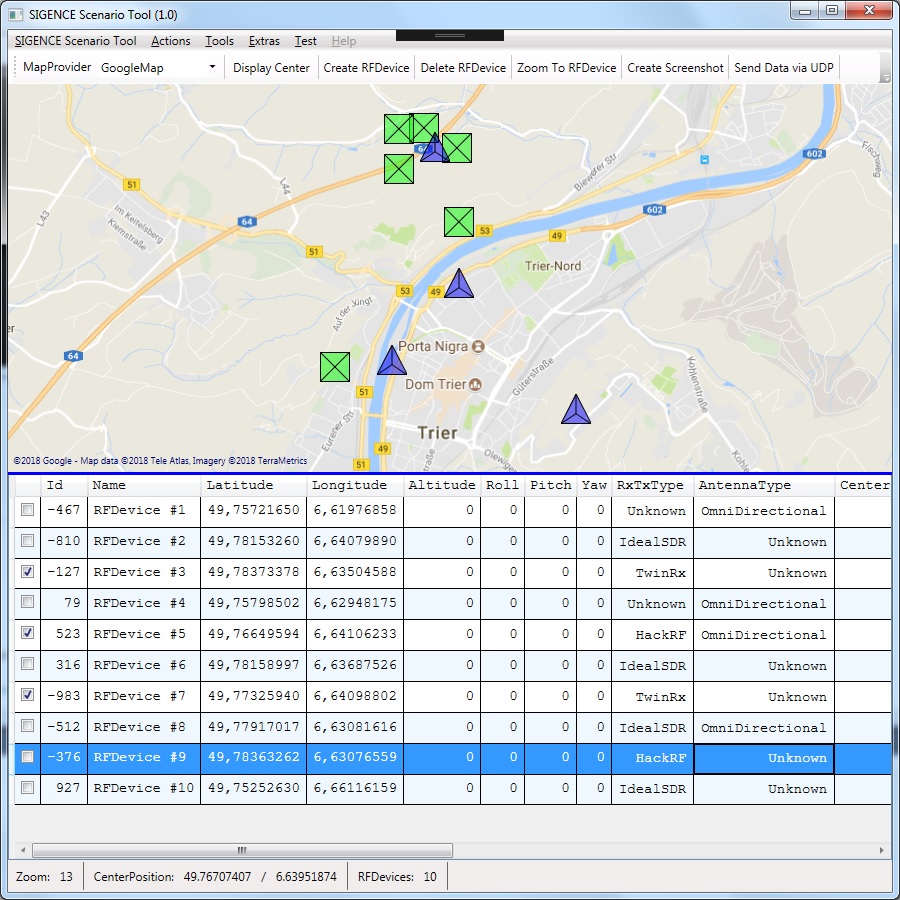 SIGENCE Scenario Tool (1.0)
SIGENCE Scenario Tool Actions Tools Extras Test Help
MapProvider GoogleMap Display Center Create RFDevice Delete RFDevice Zoom To RFDevice Create Screenshot Send Data via UDP
64
602
Fischweg
Biewerer Str.
51
L44
L43
Im Keitelsberg
Klemstraße
64
602
53
49
51
Trier-Nord
53
49
Auf der Jüngt
64
Porta Nigra
Dom Trier
Güterstraße
Kohlenstraße
51
Eurener Str.
Trier
49
51
Olewiger
©2018 Google - Map data ©2018 Tele Atlas, Imagery ©2018 TerraMetrics
Id Name Latitude Longitude Altitude Roll Pitch Yaw RxTxType AntennaType Center
-467 RFDevice #1 49,75721650 6,61976858 0 0 0 0 Unknown OmniDirectional
-810 RFDevice #2 49,78153260 6,64079890 0 0 0 0 IdealSDR Unknown
-127 RFDevice #3 49,78373378 6,63504588 0 0 0 0 TwinRx Unknown
79 RFDevice #4 49,75798502 6,62948175 0 0 0 0 Unknown OmniDirectional
523 RFDevice #5 49,76649594 6,64106233 0 0 0 0 HackRF OmniDirectional
316 RFDevice #6 49,78158997 6,63687526 0 0 0 0 IdealSDR Unknown
-983 RFDevice #7 49,77325940 6,64098802 0 0 0 0 TwinRx Unknown
-512 RFDevice #8 49,77917017 6,63081616 0 0 0 0 IdealSDR OmniDirectional
-376 RFDevice #9 49,78363262 6,63076559 0 0 0 0 HackRF Unknown
927 RFDevice #10 49,75252630 6,66116159 0 0 0 0 IdealSDR Unknown
Zoom: 13 CenterPosition: 49.76707407 / 6.63951874 RFDevices: 10